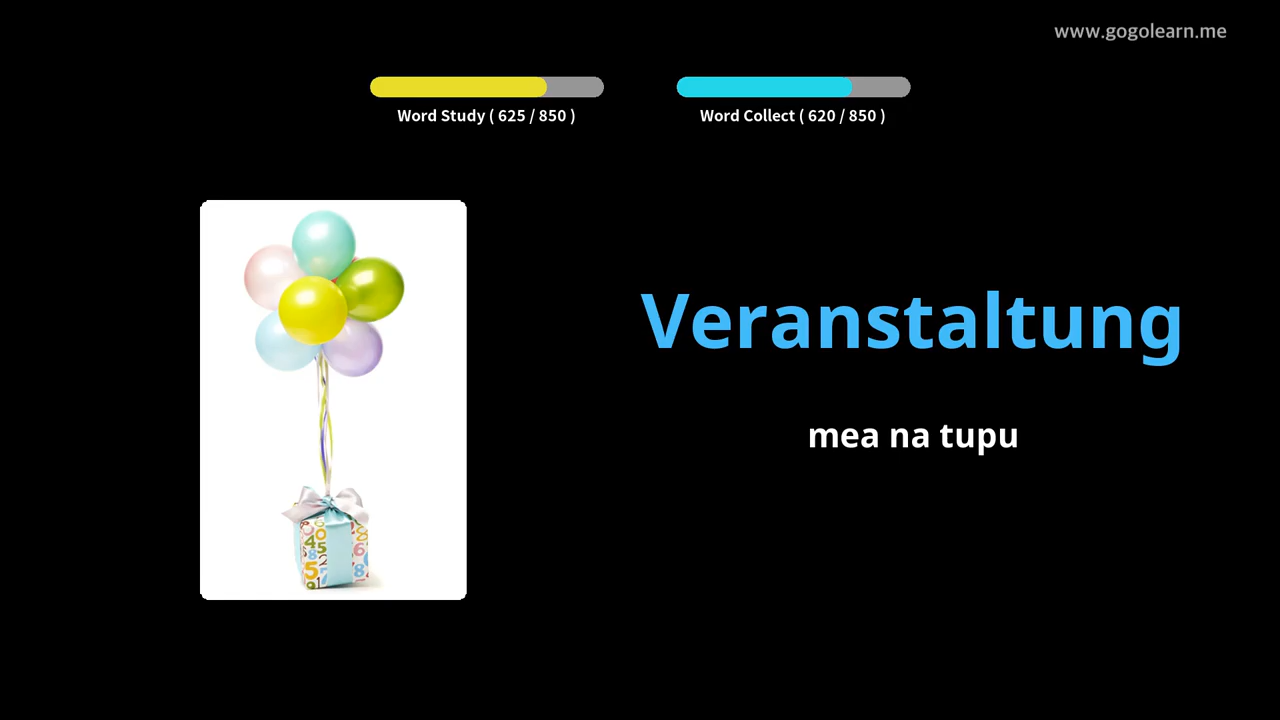 www.gogolearn.me
Word Study ( 625 / 850 )
Word Collect ( 620 / 850 )
Veranstaltung
mea na tupu